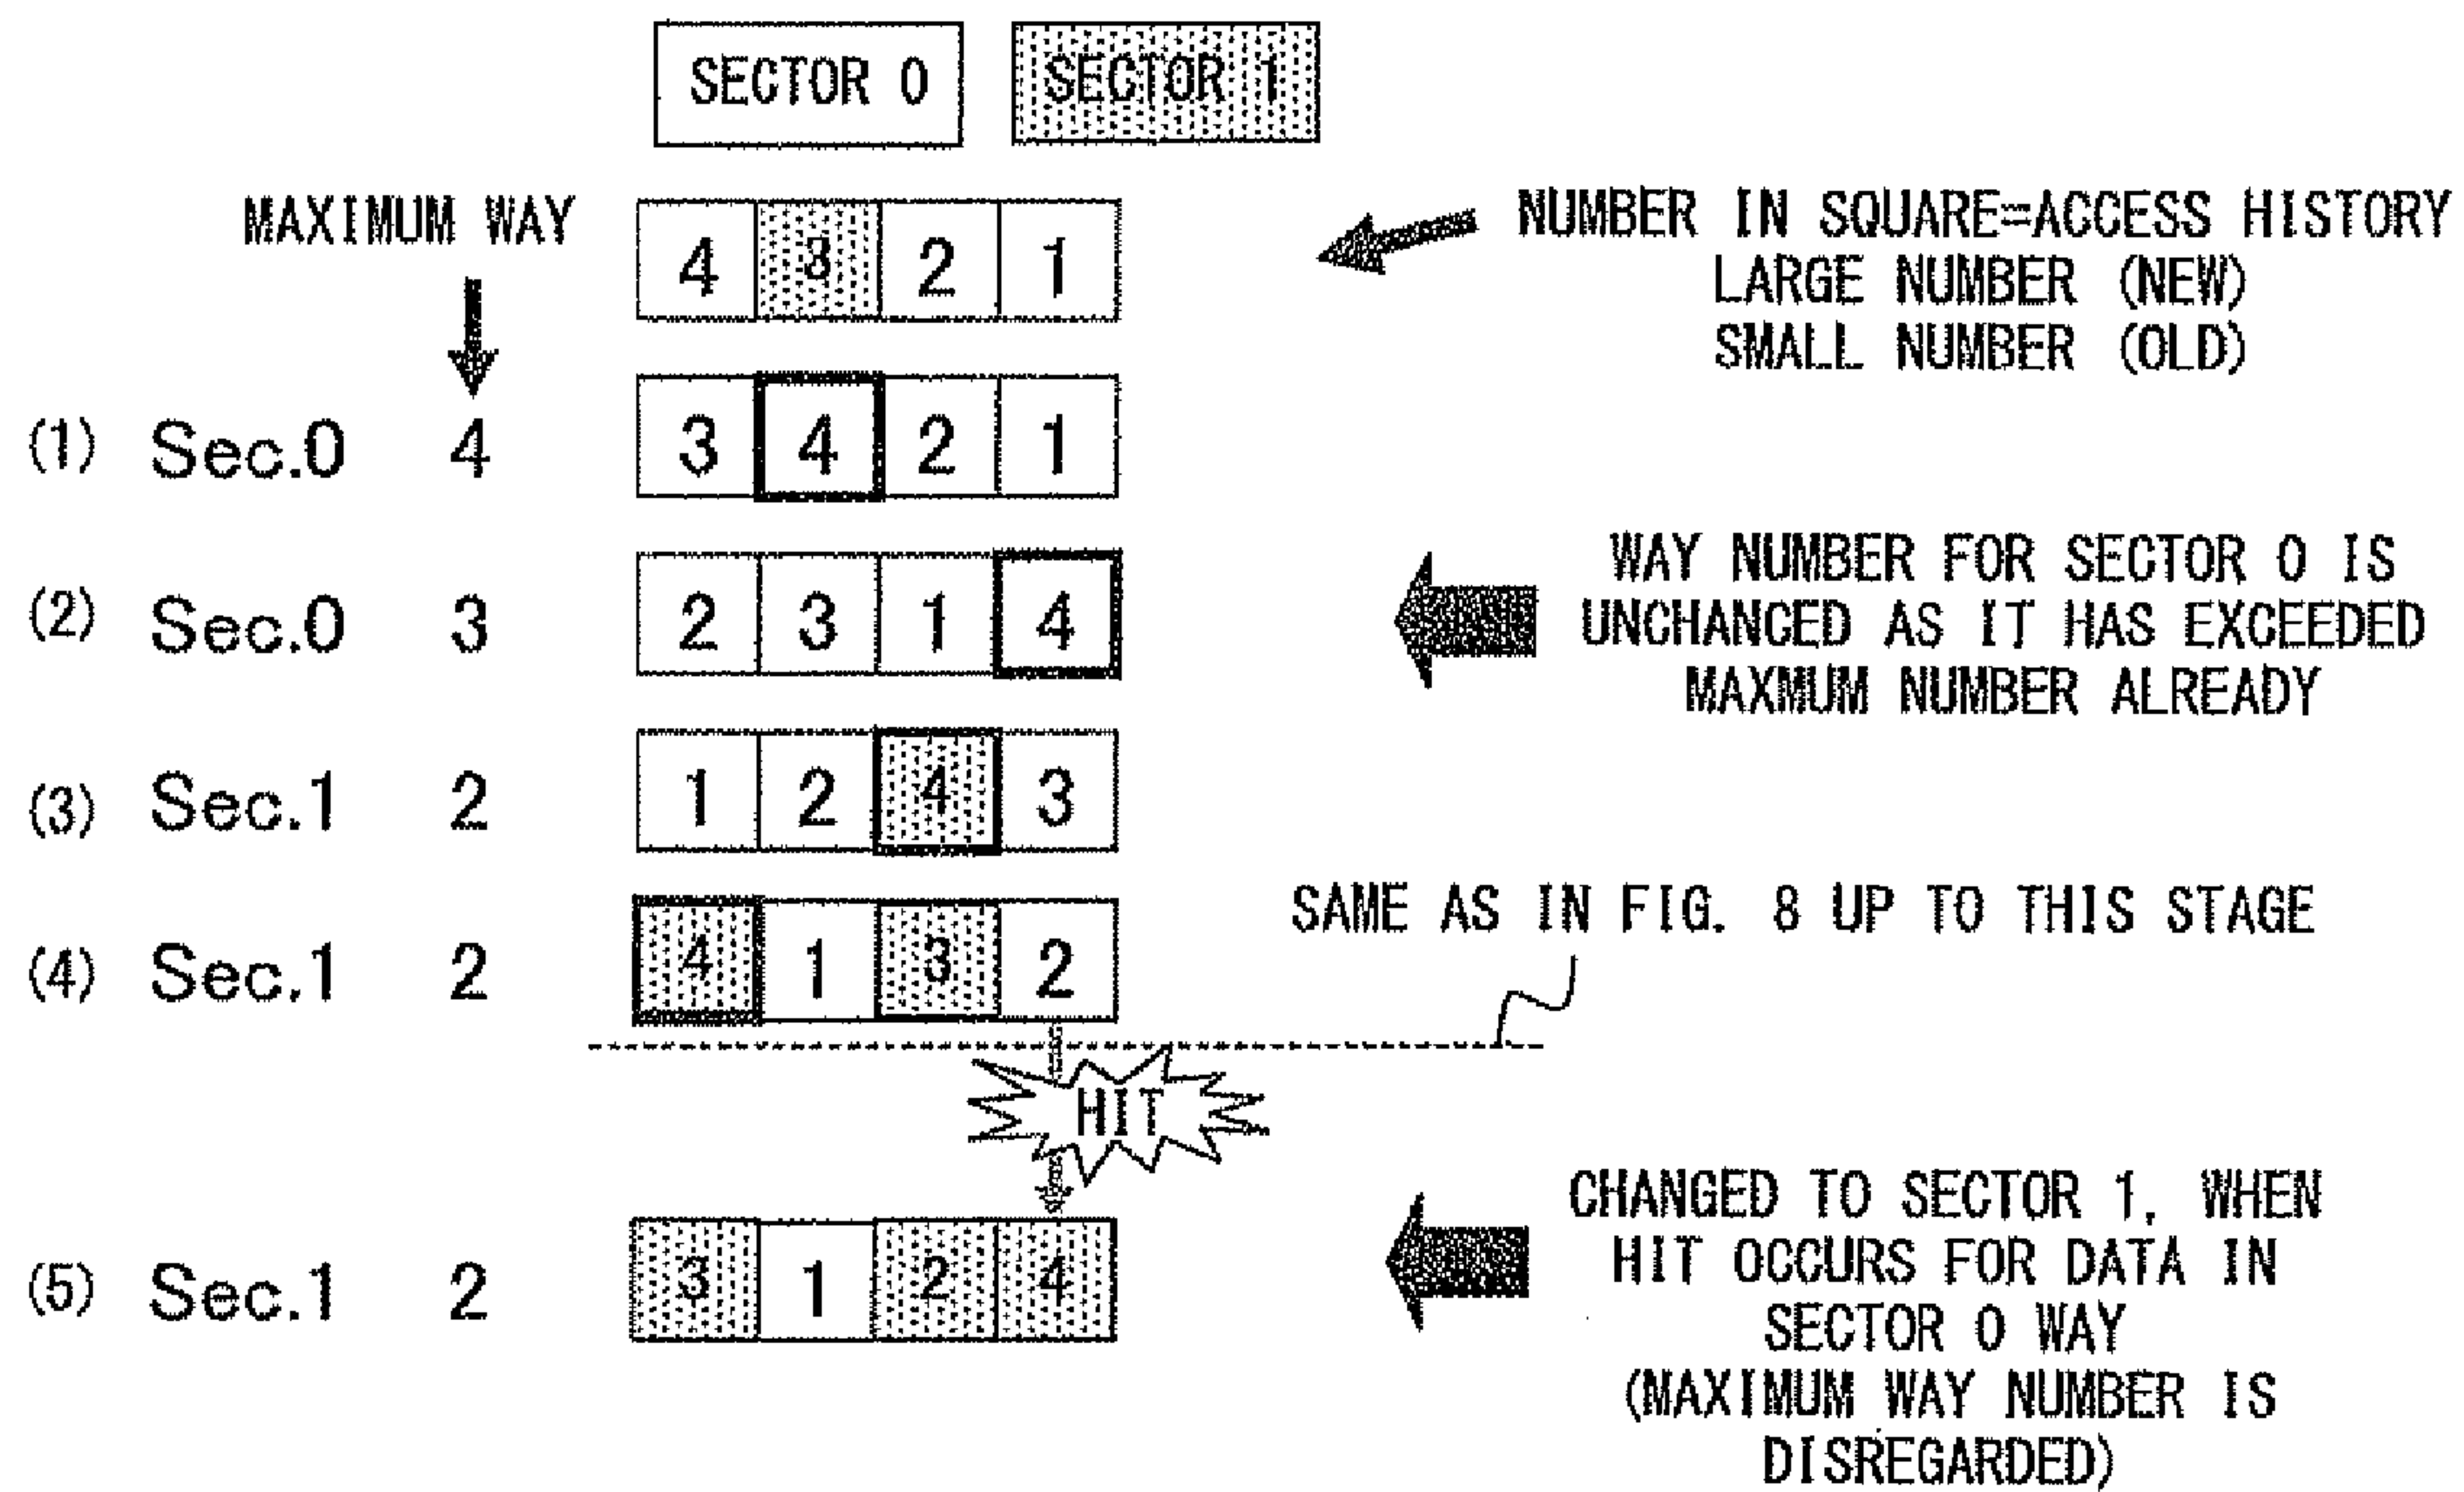 SECTOR 0 SECTOR 1
MAXIMUM WAY
4 3 2 1
NUMBER IN SQUARE=ACCESS HISTORY
LARGE NUMBER (NEW)
SMALL NUMBER (OLD)
(1) Sec.0 4 3 4 2 1
(2) Sec.0 3 2 3 1 4
WAY NUMBER FOR SECTOR 0 IS
UNCHANCED AS IT HAS EXCEEDED
MAXMUM NUMBER ALREADY
(3) Sec.1 2 1 2 4 3
SAME AS IN FIG. 8 UP TO THIS STAGE
(4) Sec.1 2 4 1 3 2
HIT
(5) Sec.1 2 3 1 2 4
CHANGED TO SECTOR 1, WHEN
HIT OCCURS FOR DATA IN
SECTOR 0 WAY
(MAXIMUM WAY NUMBER IS
DISREGARDED)